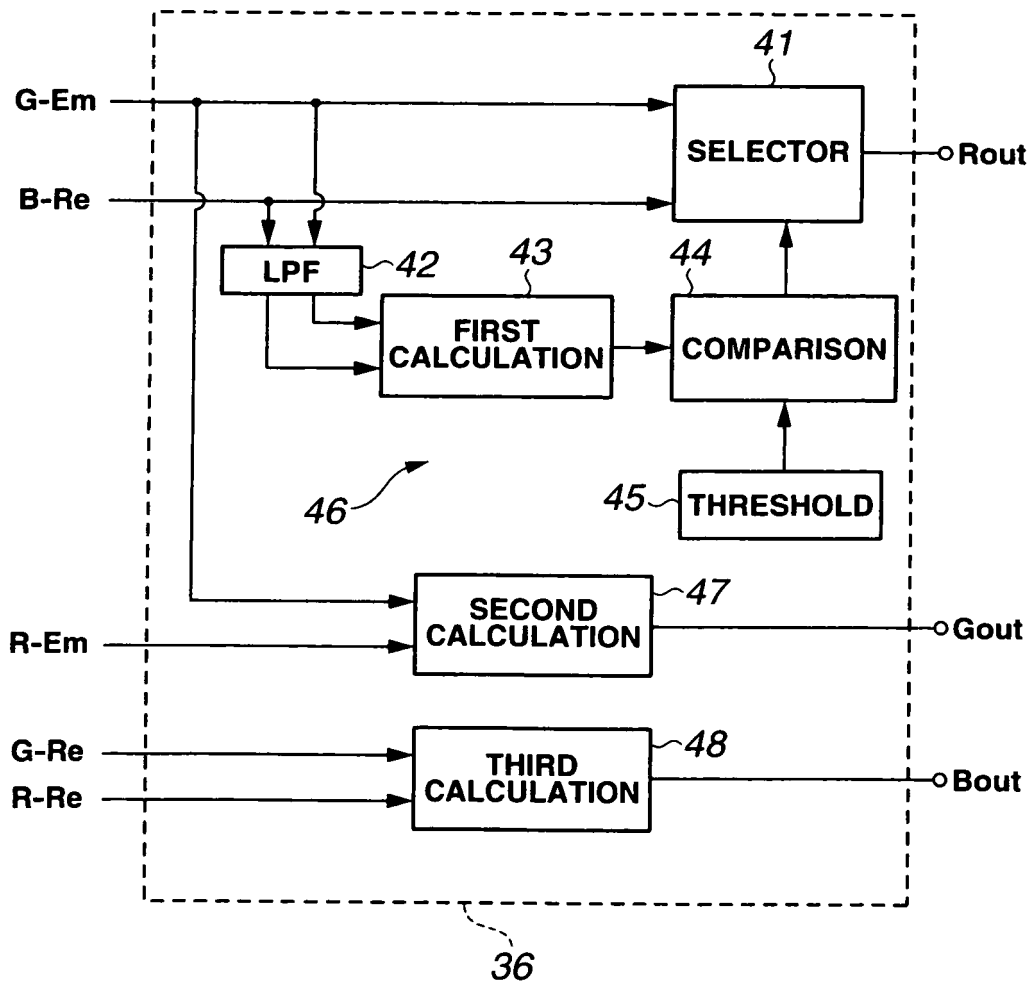 41
G-Em
SELECTOR
Rout
B-Re
LPF
42
43
44
FIRST
CALCULATION
COMPARISON
46
45
THRESHOLD
SECOND
CALCULATION
47
Gout
R-Em
G-Re
THIRD
CALCULATION
48
Bout
R-Re
36